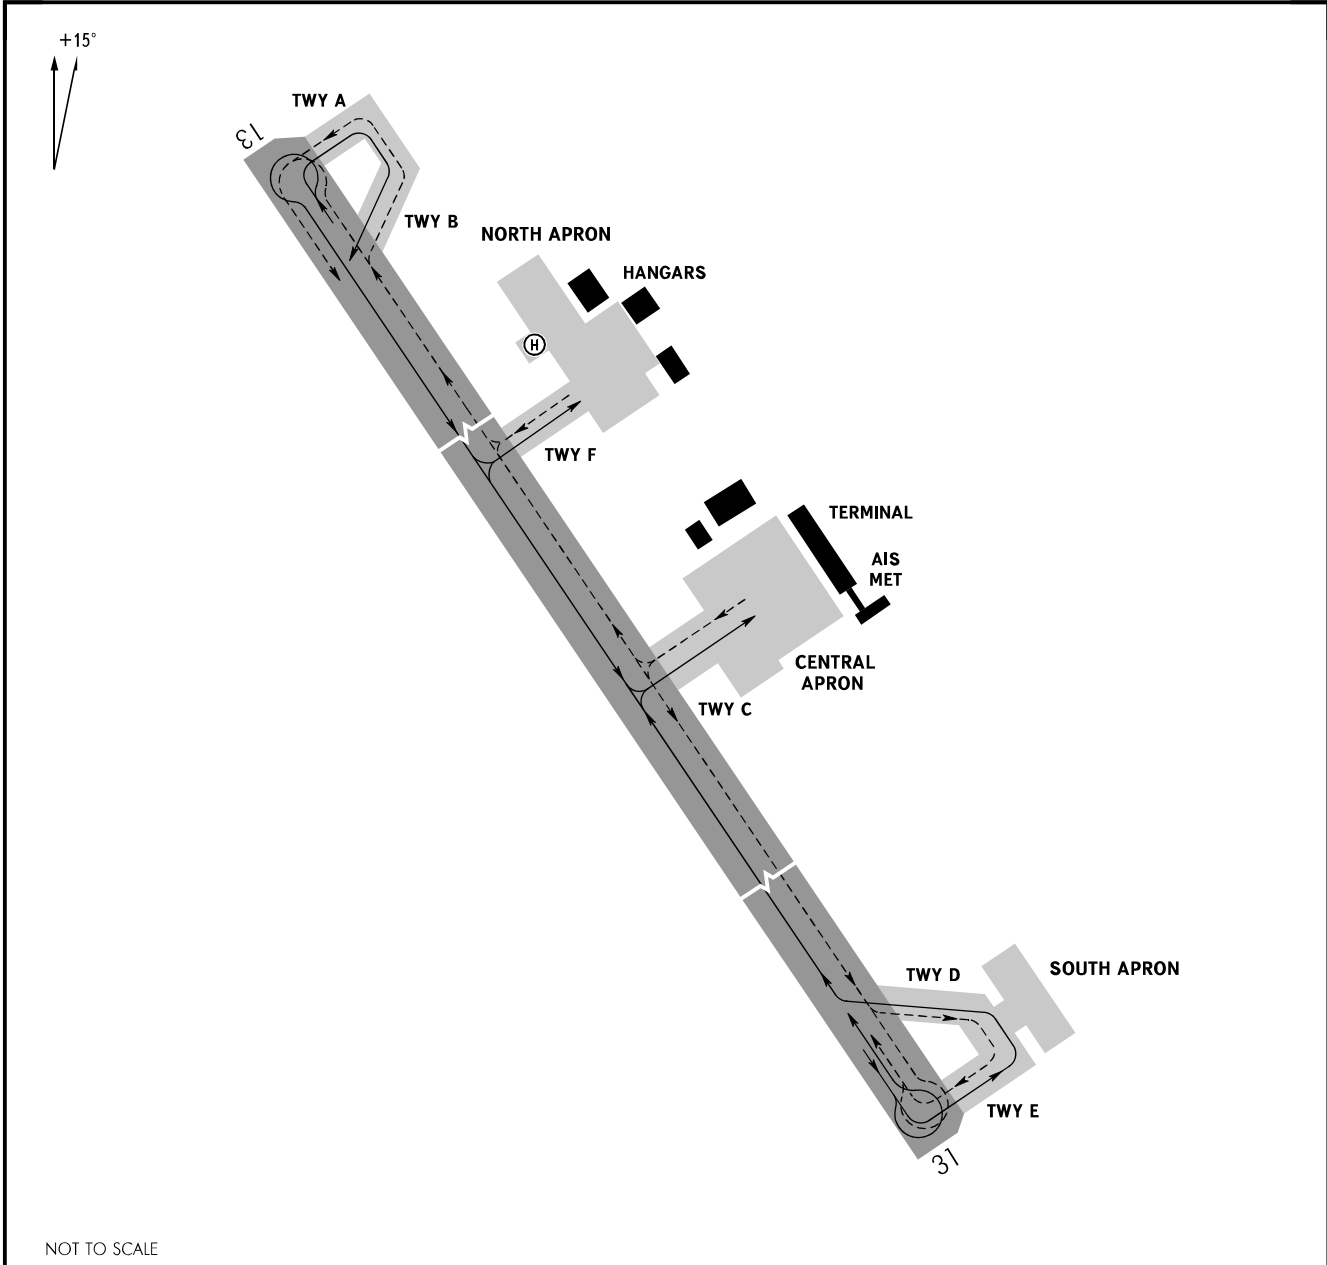 +15°
TWY A
13
TWY B
NORTH APRON
HANGARS
H
TWY F
TERMINAL
AIS
MET
CENTRAL
APRON
TWY C
TWY D
SOUTH APRON
TWY E
31
NOT TO SCALE